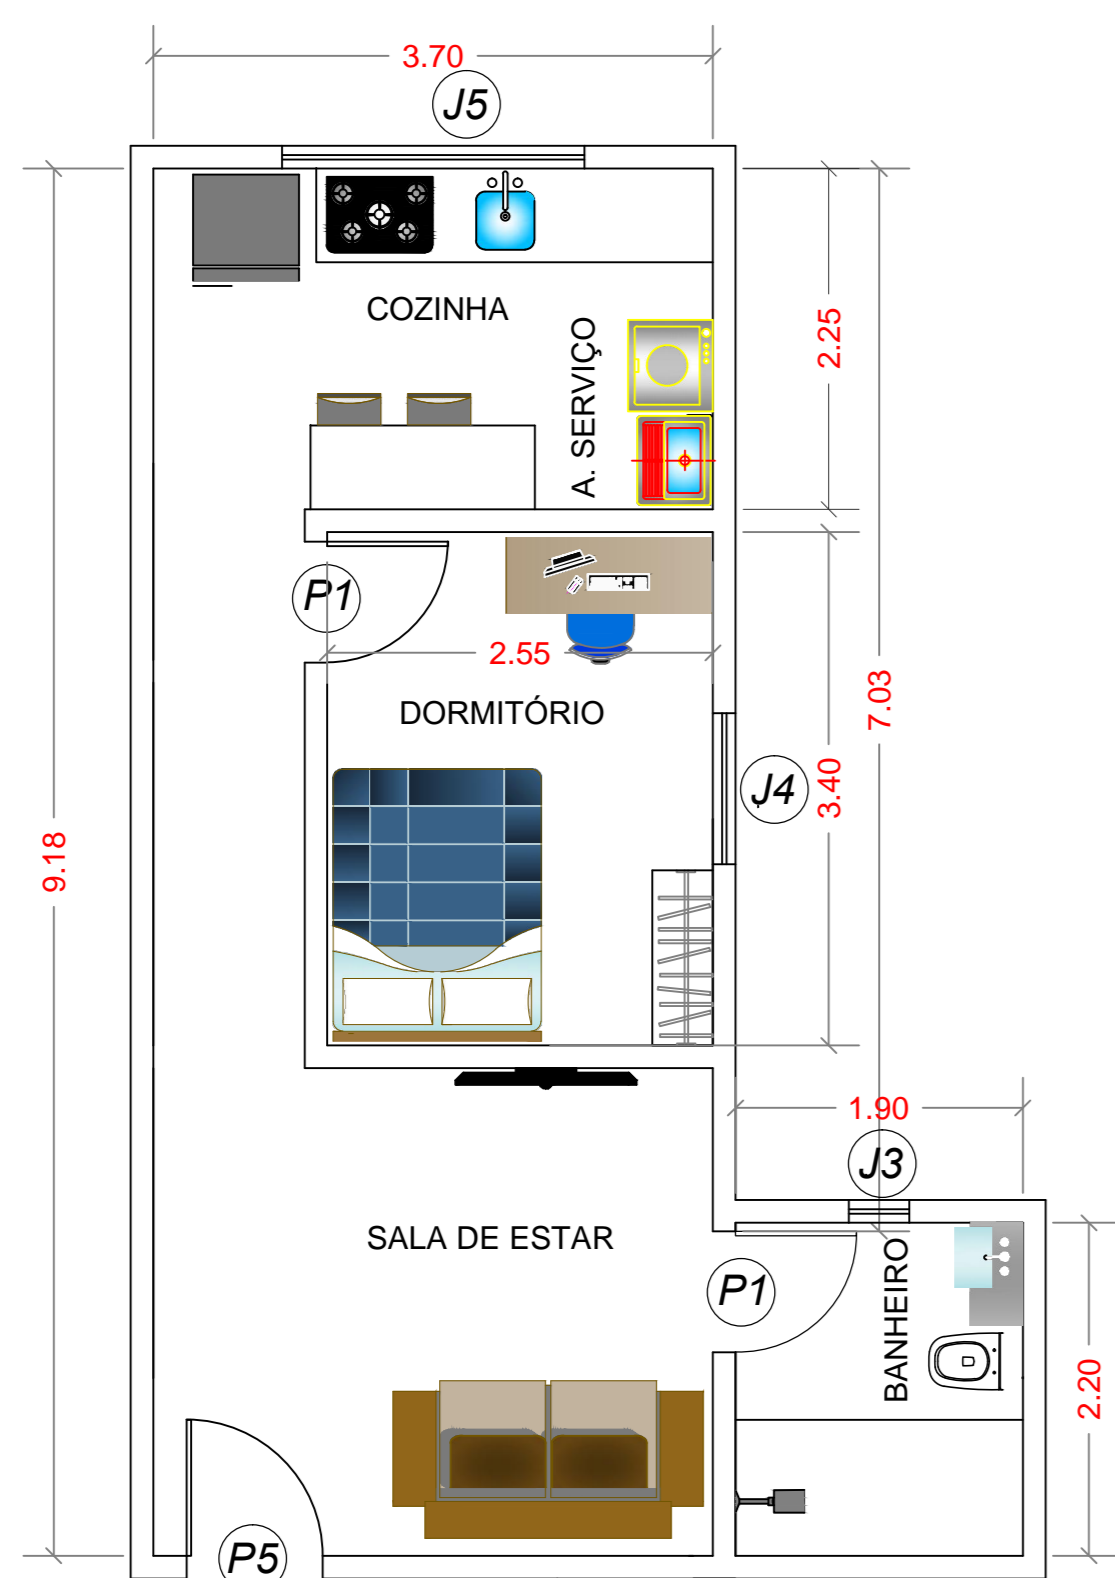 3.70
J5
COZINHA
A. SERVIÇO
2.25
P1
2.55
DORMITÓRIO
7.03
J4
3.40
9.18
1.90
J3
SALA DE ESTAR
P1
BANHEIRO
2.20
P5